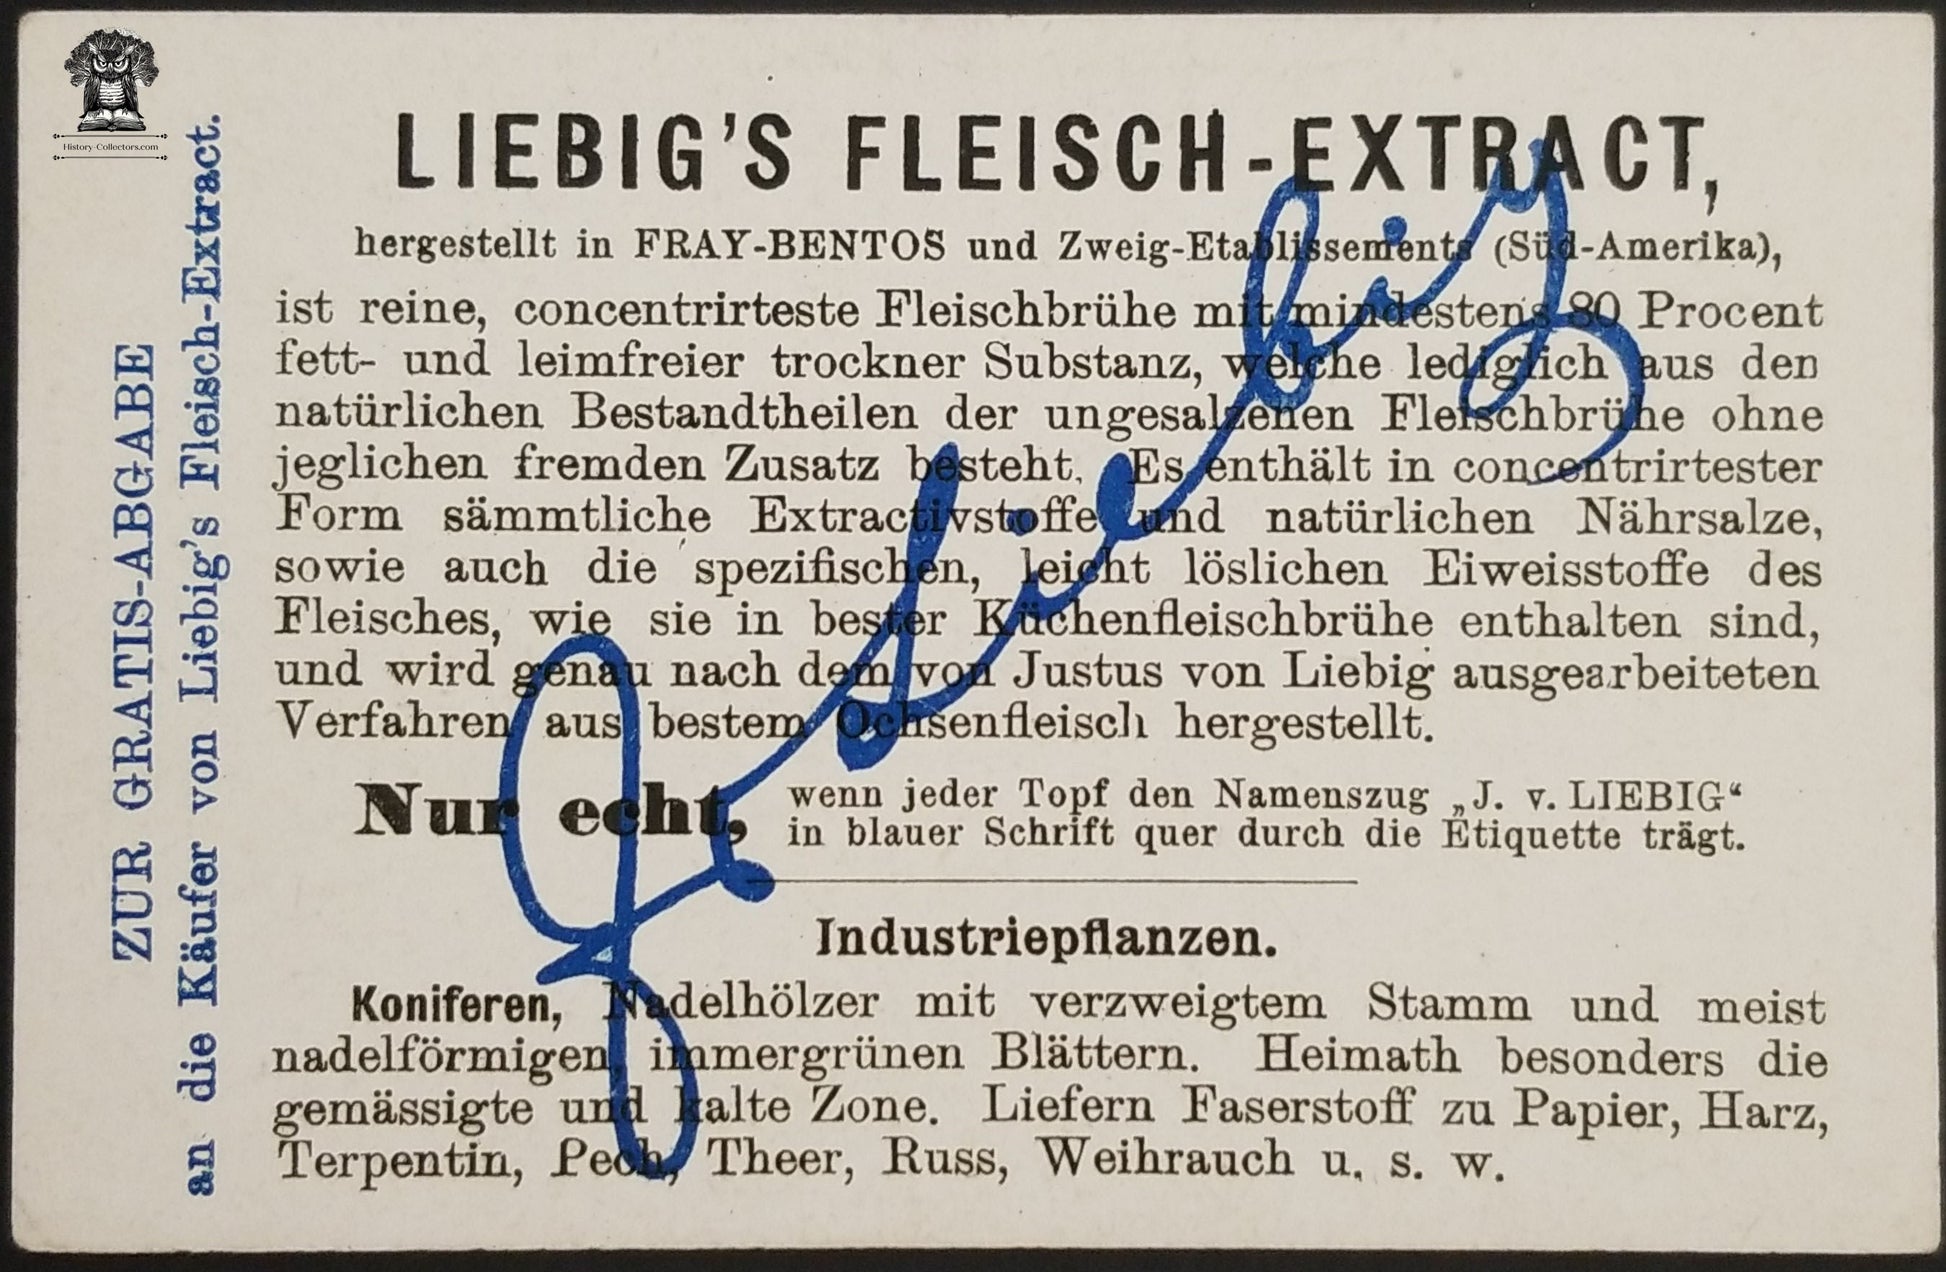 History-Collectors.com
ZUR GRATIS-ABGABE
an die Käufer von Liebig's Fleisch-Extract.
LIEBIG'S FLEISCH-EXTRACT,
hergestellt in FRAY-BENTOS und Zweig-Etablissements (Süd-Amerika),
ist reine, concentrirteste Fleischbrühe mit mindestens 80 Procent
fett- und leimfreier trockner Substanz, welche lediglich aus den
natürlichen Bestandtheilen der ungesalzenen Fleischbrühe ohne
jeglichen fremden Zusatz besteht. Es enthält in concentrirtester
Form sämmtliche Extractivstoffe und natürlichen Nährsalze,
sowie auch die spezifischen, leicht löslichen Eiweisstoffe des
Fleisches, wie sie in bester Küchenfleischbrühe enthalten sind,
und wird genau nach dem von Justus von Liebig ausgearbeiteten
Verfahren aus bestem Ochsenfleisch hergestellt.
Nur echt, wenn jeder Topf den Namenszug „J. v. LIEBIG“
in blauer Schrift quer durch die Etiquette trägt.
J v Liebig
Industriepflanzen.
Koniferen, Nadelhölzer mit verzweigtem Stamm und meist
nadelförmigen, immergrünen Blättern. Heimath besonders die
gemässigte und kalte Zone. Liefern Faserstoff zu Papier, Harz,
Terpentin, Pech, Theer, Russ, Weihrauch u. s. w.